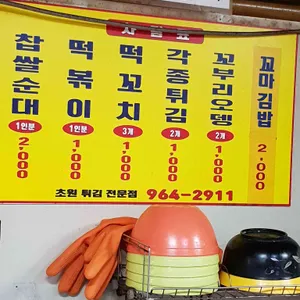 차림표
찹쌀순대
1인분
2,000
떡볶이
1인분
1,000
떡꼬치
3개
1,000
각종튀김
2개
1,000
꼬부리오뎅
2개
1,000
꼬마김밥
2,000
초원 튀김 전문점 964-2911